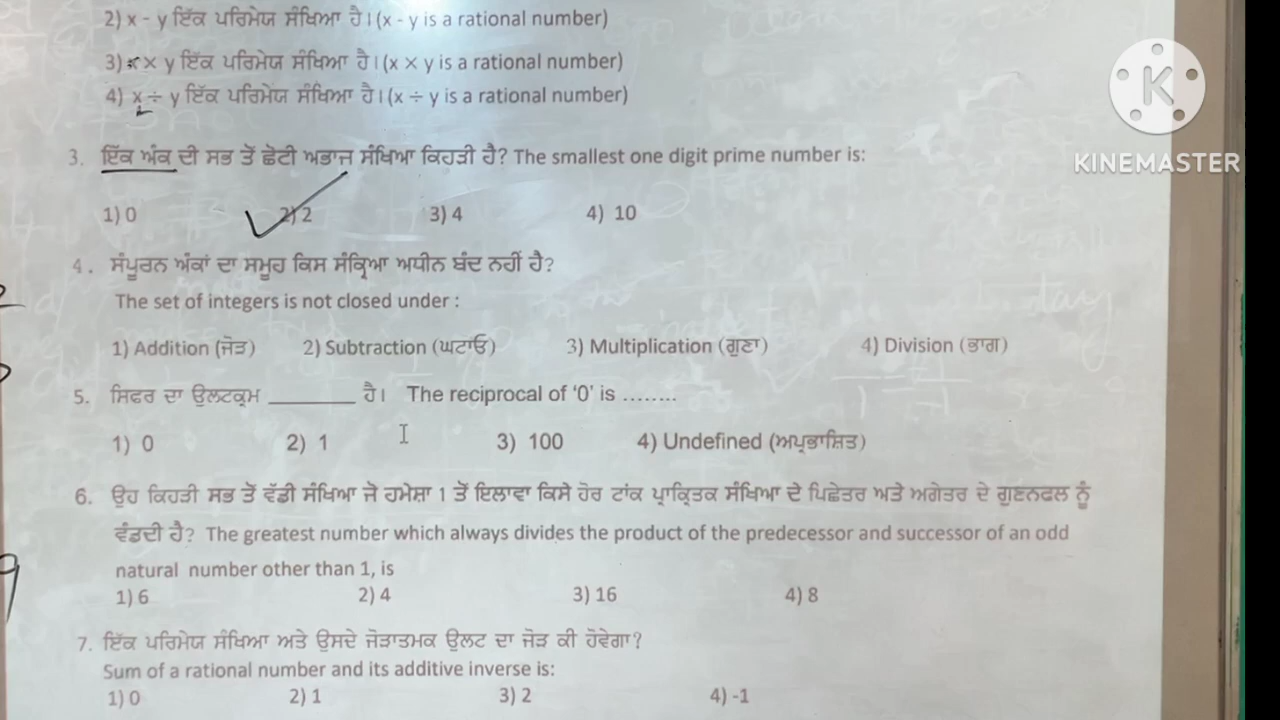 2) x - y ਇੱਕ ਪਰਿਮੇਯ ਸੰਖਿਆ ਹੈ। (x - y is a rational number)
3) x × y ਇੱਕ ਪਰਿਮੇਯ ਸੰਖਿਆ ਹੈ। (x × y is a rational number)
4) x ÷ y ਇੱਕ ਪਰਿਮੇਯ ਸੰਖਿਆ ਹੈ। (x ÷ y is a rational number)
KINEMASTER
3. ਇੱਕ ਅੰਕ ਦੀ ਸਭ ਤੋਂ ਛੋਟੀ ਅਭਾਜ ਸੰਖਿਆ ਕਿਹੜੀ ਹੈ? The smallest one digit prime number is:
1) 0 2) 2 3) 4 4) 10
4. ਸੰਪੂਰਨ ਅੰਕਾਂ ਦਾ ਸਮੂਹ ਕਿਸ ਸੰਕ੍ਰਿਆ ਅਧੀਨ ਬੰਦ ਨਹੀਂ ਹੈ?
The set of integers is not closed under :
1) Addition (ਜੋੜ) 2) Subtraction (ਘਟਾਓ) 3) Multiplication (ਗੁਣਾ) 4) Division (ਭਾਗ)
5. ਸਿਫਰ ਦਾ ਉਲਟਕ੍ਰਮ ________ ਹੈ। The reciprocal of ‘0’ is ........
1) 0 2) 1 3) 100 4) Undefined (ਅਪ੍ਰਭਾਸ਼ਿਤ)
6. ਉਹ ਕਿਹੜੀ ਸਭ ਤੋਂ ਵੱਡੀ ਸੰਖਿਆ ਜੋ ਹਮੇਸ਼ਾ 1 ਤੋਂ ਇਲਾਵਾ ਕਿਸੇ ਹੋਰ ਟਾਂਕ ਪ੍ਰਾਕ੍ਰਿਤਕ ਸੰਖਿਆ ਦੇ ਪਿਛੇਤਰ ਅਤੇ ਅਗੇਤਰ ਦੇ ਗੁਣਨਫਲ ਨੂੰ
ਵੰਡਦੀ ਹੈ? The greatest number which always divides the product of the predecessor and successor of an odd
natural number other than 1, is
1) 6 2) 4 3) 16 4) 8
7. ਇੱਕ ਪਰਿਮੇਯ ਸੰਖਿਆ ਅਤੇ ਉਸਦੇ ਜੋੜਾਤਮਕ ਉਲਟ ਦਾ ਜੋੜ ਕੀ ਹੋਵੇਗਾ?
Sum of a rational number and its additive inverse is:
1) 0 2) 1 3) 2 4) -1